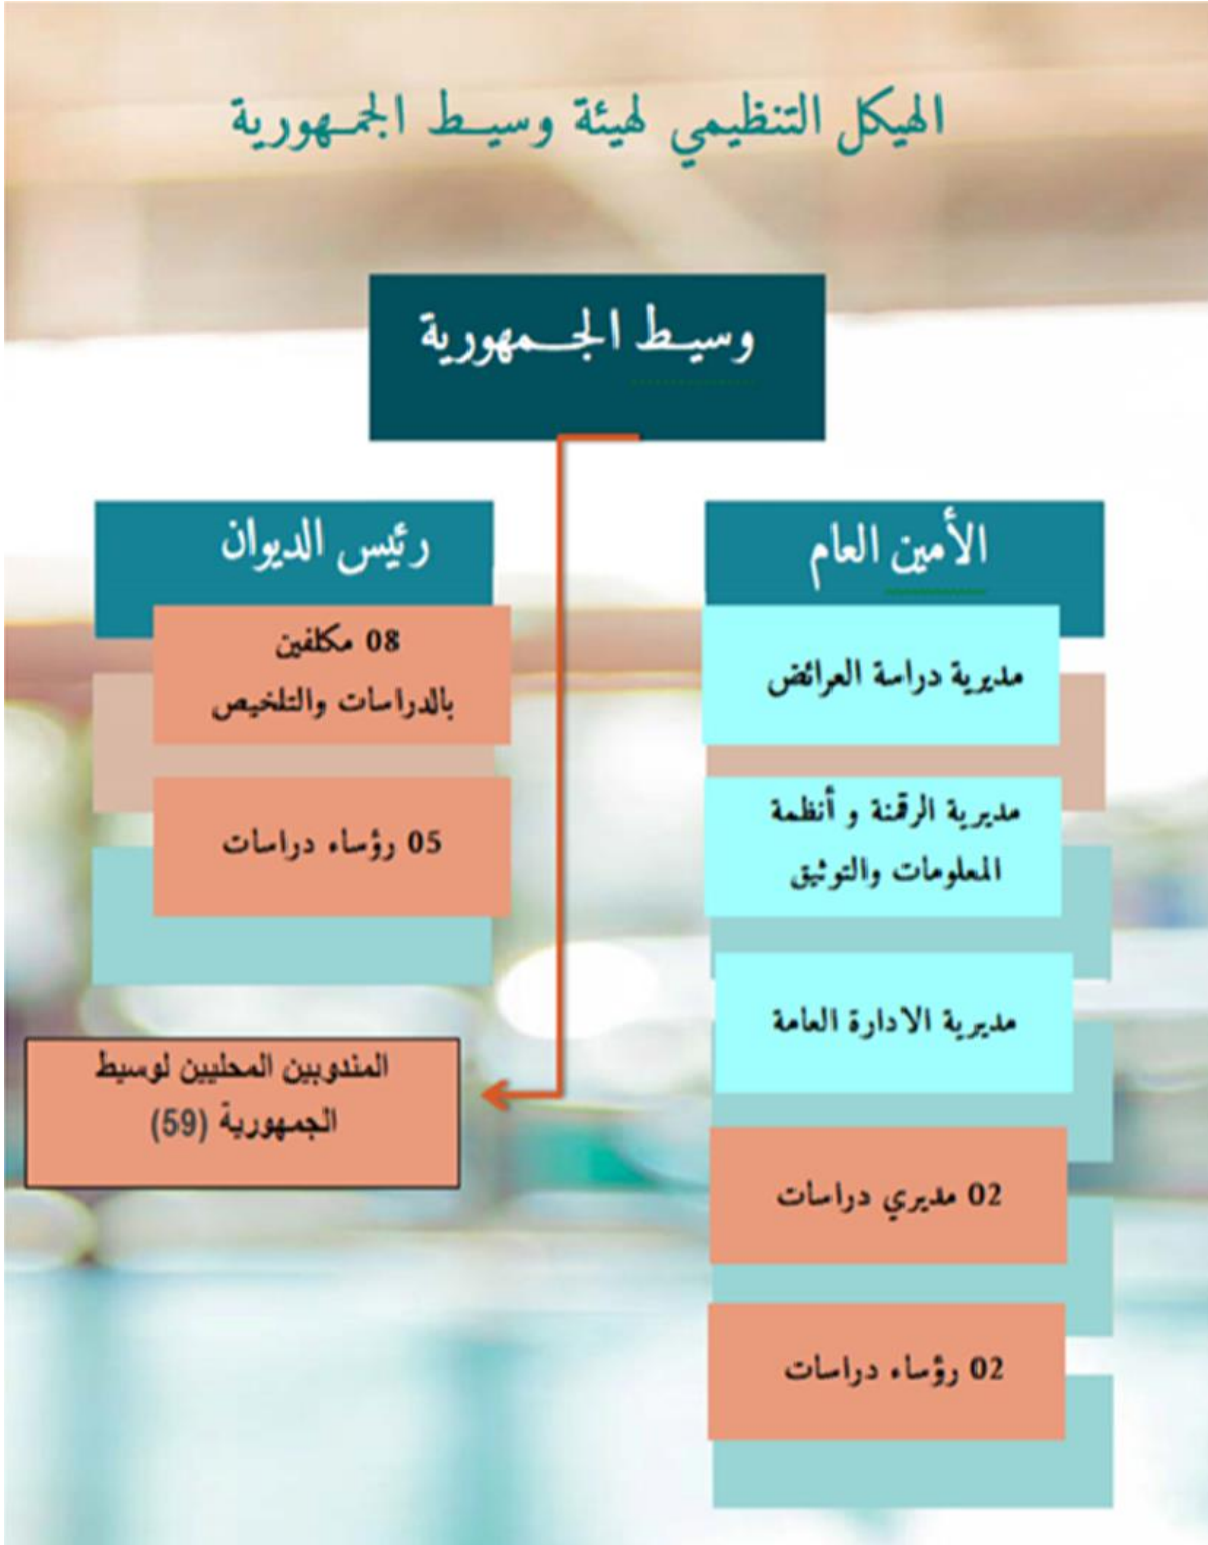 الهيكل التنظيمي لهيئة وسيط الجمهورية
وسيط الجمهورية
الأمين العام
مديرية دراسة العرائض
مديرية الرقمنة و أنظمة
المعلومات والتوثيق
مديرية الادارة العامة
02 مديري دراسات
02 رؤساء دراسات
رئيس الديوان
08 مكلفين
بالدراسات والتلخيص
05 رؤساء دراسات
المندوبين المحليين لوسيط
الجمهورية (59)